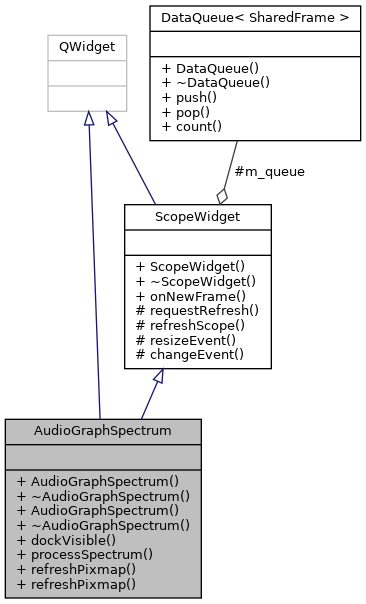 DataQueue< SharedFrame >
+ DataQueue()
+ ~DataQueue()
+ push()
+ pop()
+ count()
QWidget
#m_queue
ScopeWidget
+ ScopeWidget()
+ ~ScopeWidget()
+ onNewFrame()
# requestRefresh()
# refreshScope()
# resizeEvent()
# changeEvent()
AudioGraphSpectrum
+ AudioGraphSpectrum()
+ ~AudioGraphSpectrum()
+ AudioGraphSpectrum()
+ ~AudioGraphSpectrum()
+ dockVisible()
+ processSpectrum()
+ refreshPixmap()
+ refreshPixmap()